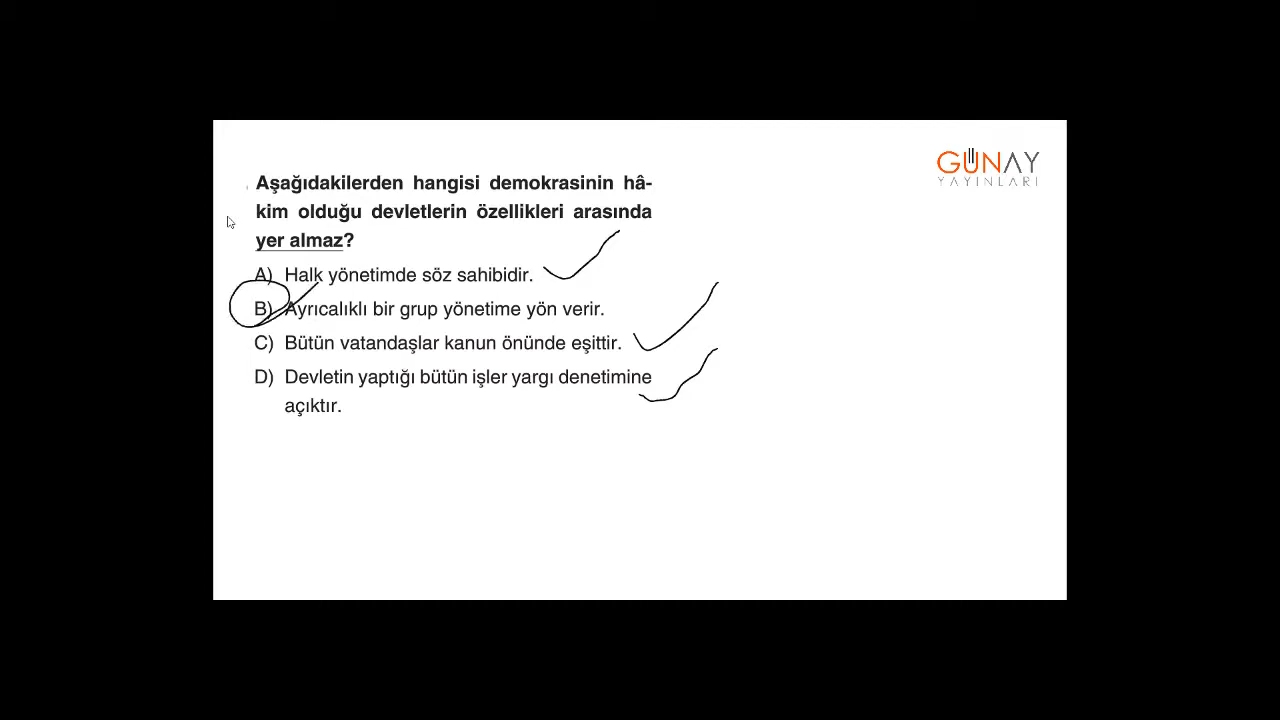 GÜNAY
YAYINLARI
Aşağıdakilerden hangisi demokrasinin hâ-
kim olduğu devletlerin özellikleri arasında
yer almaz?
A) Halk yönetimde söz sahibidir.
B) Ayrıcalıklı bir grup yönetime yön verir.
C) Bütün vatandaşlar kanun önünde eşittir.
D) Devletin yaptığı bütün işler yargı denetimine
açıktır.